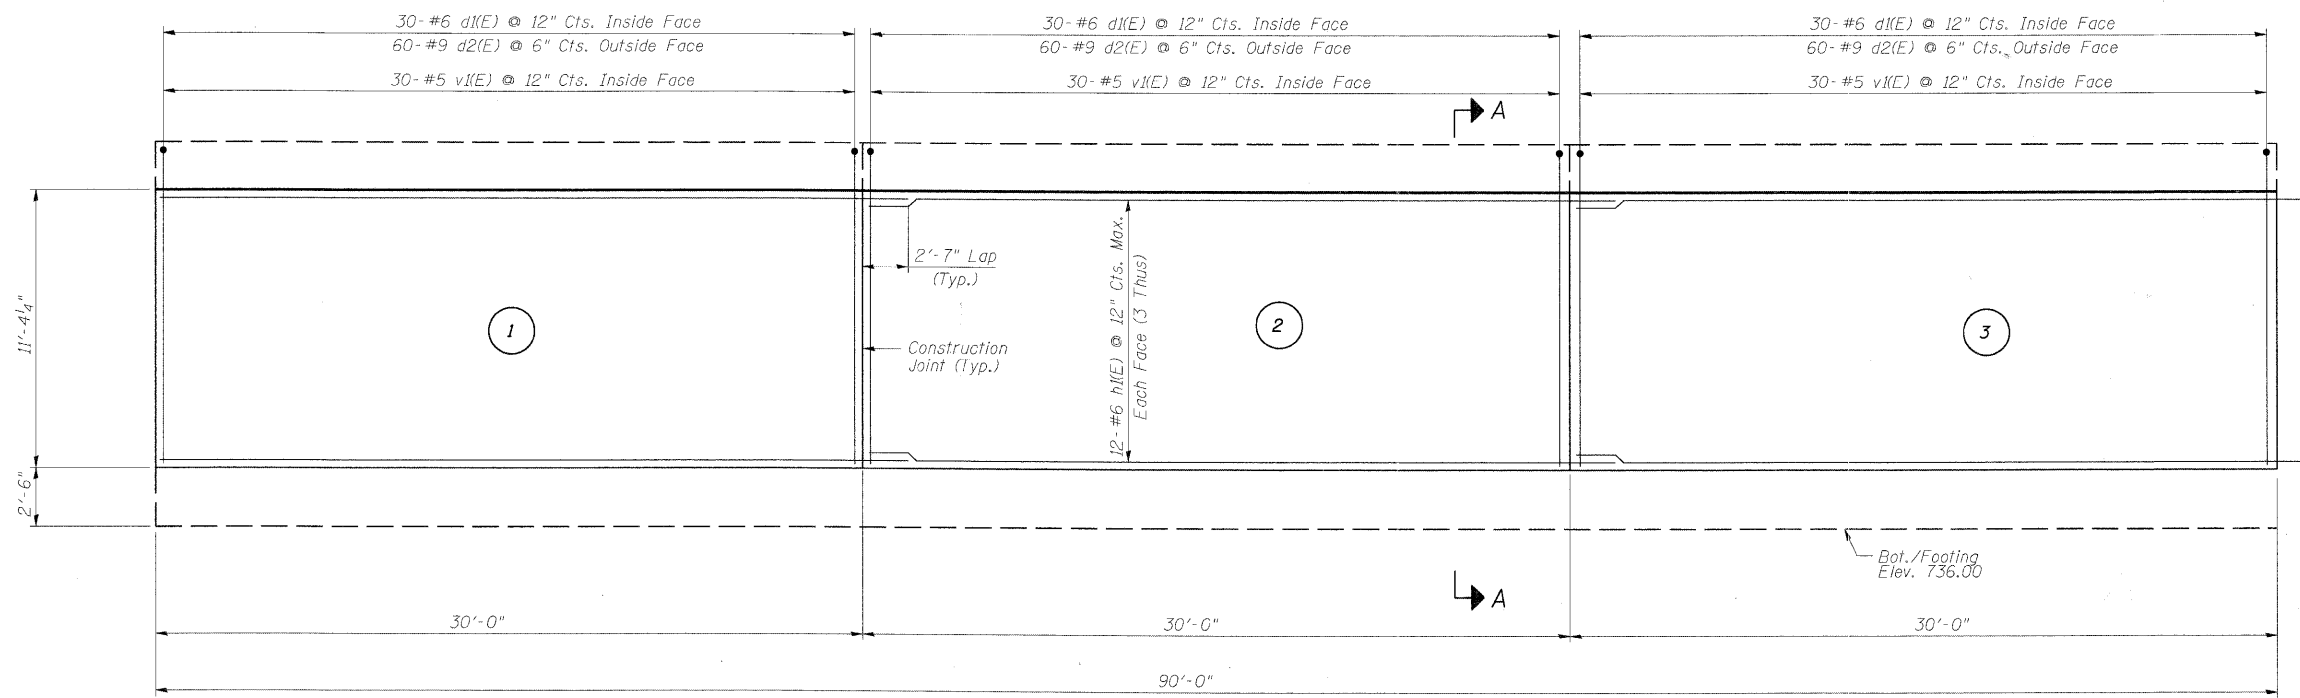 30-#6 d1(E) @ 12" Cts. Inside Face
60-#9 d2(E) @ 6" Cts. Outside Face
30-#5 v1(E) @ 12" Cts. Inside Face
30-#6 d1(E) @ 12" Cts. Inside Face
60-#9 d2(E) @ 6" Cts. Outside Face
30-#5 v1(E) @ 12" Cts. Inside Face
30-#6 d1(E) @ 12" Cts. Inside Face
60-#9 d2(E) @ 6" Cts. Outside Face
30-#5 v1(E) @ 12" Cts. Inside Face
A
11'-4¼"
2'-6"
1
2'-7" Lap
(Typ.)
Construction
Joint (Typ.)
12-#6 h1(E) @ 12" Cts. Max.
Each Face (3 Thus)
2
3
Bot./Footing
Elev. 736.00
A
30'-0"
30'-0"
30'-0"
90'-0"